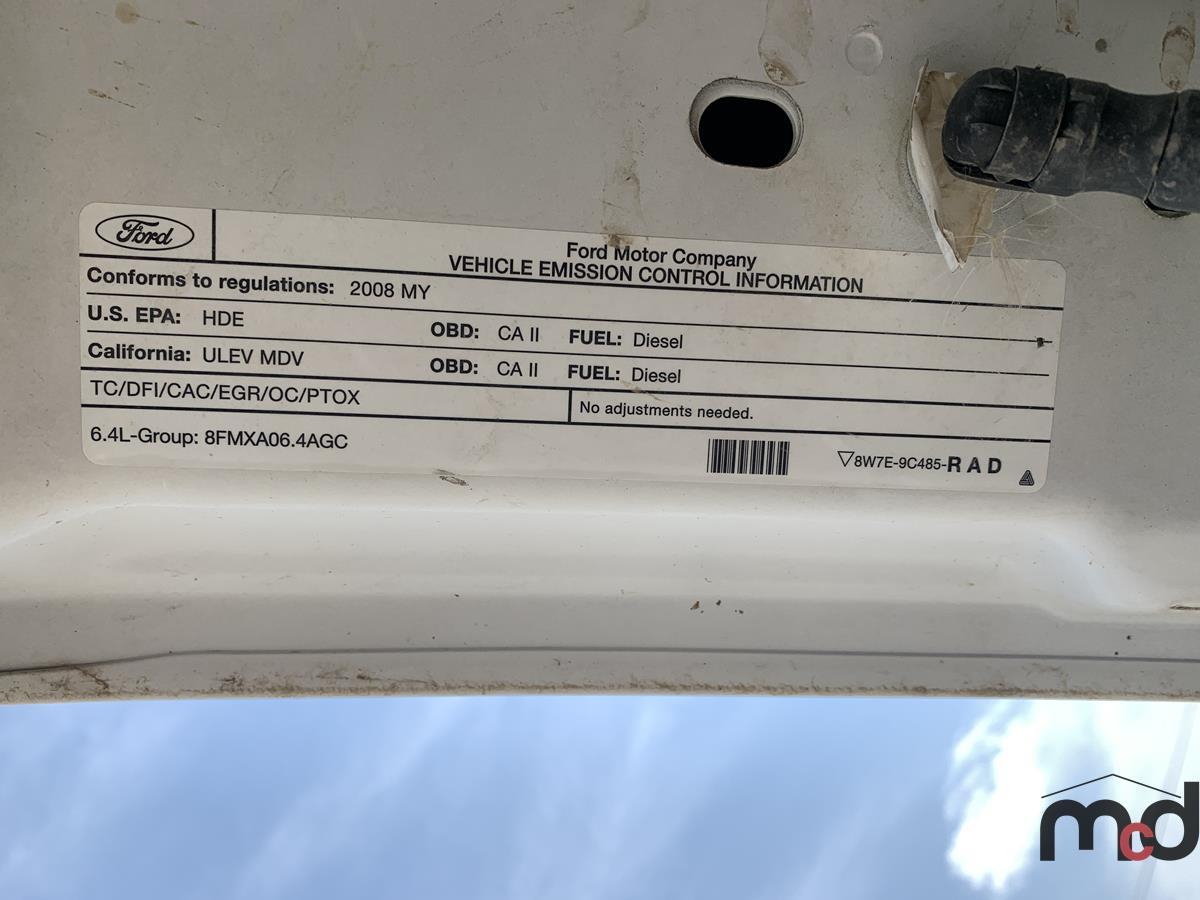 Ford
Ford Motor Company
VEHICLE EMISSION CONTROL INFORMATION
Conforms to regulations: 2008 MY
U.S. EPA: HDE OBD: CA II FUEL: Diesel
California: ULEV MDV OBD: CA II FUEL: Diesel
TC/DFI/CAC/EGR/OC/PTOX No adjustments needed.
6.4L-Group: 8FMXA06.4AGC ▽8W7E-9C485-RAD
mcd